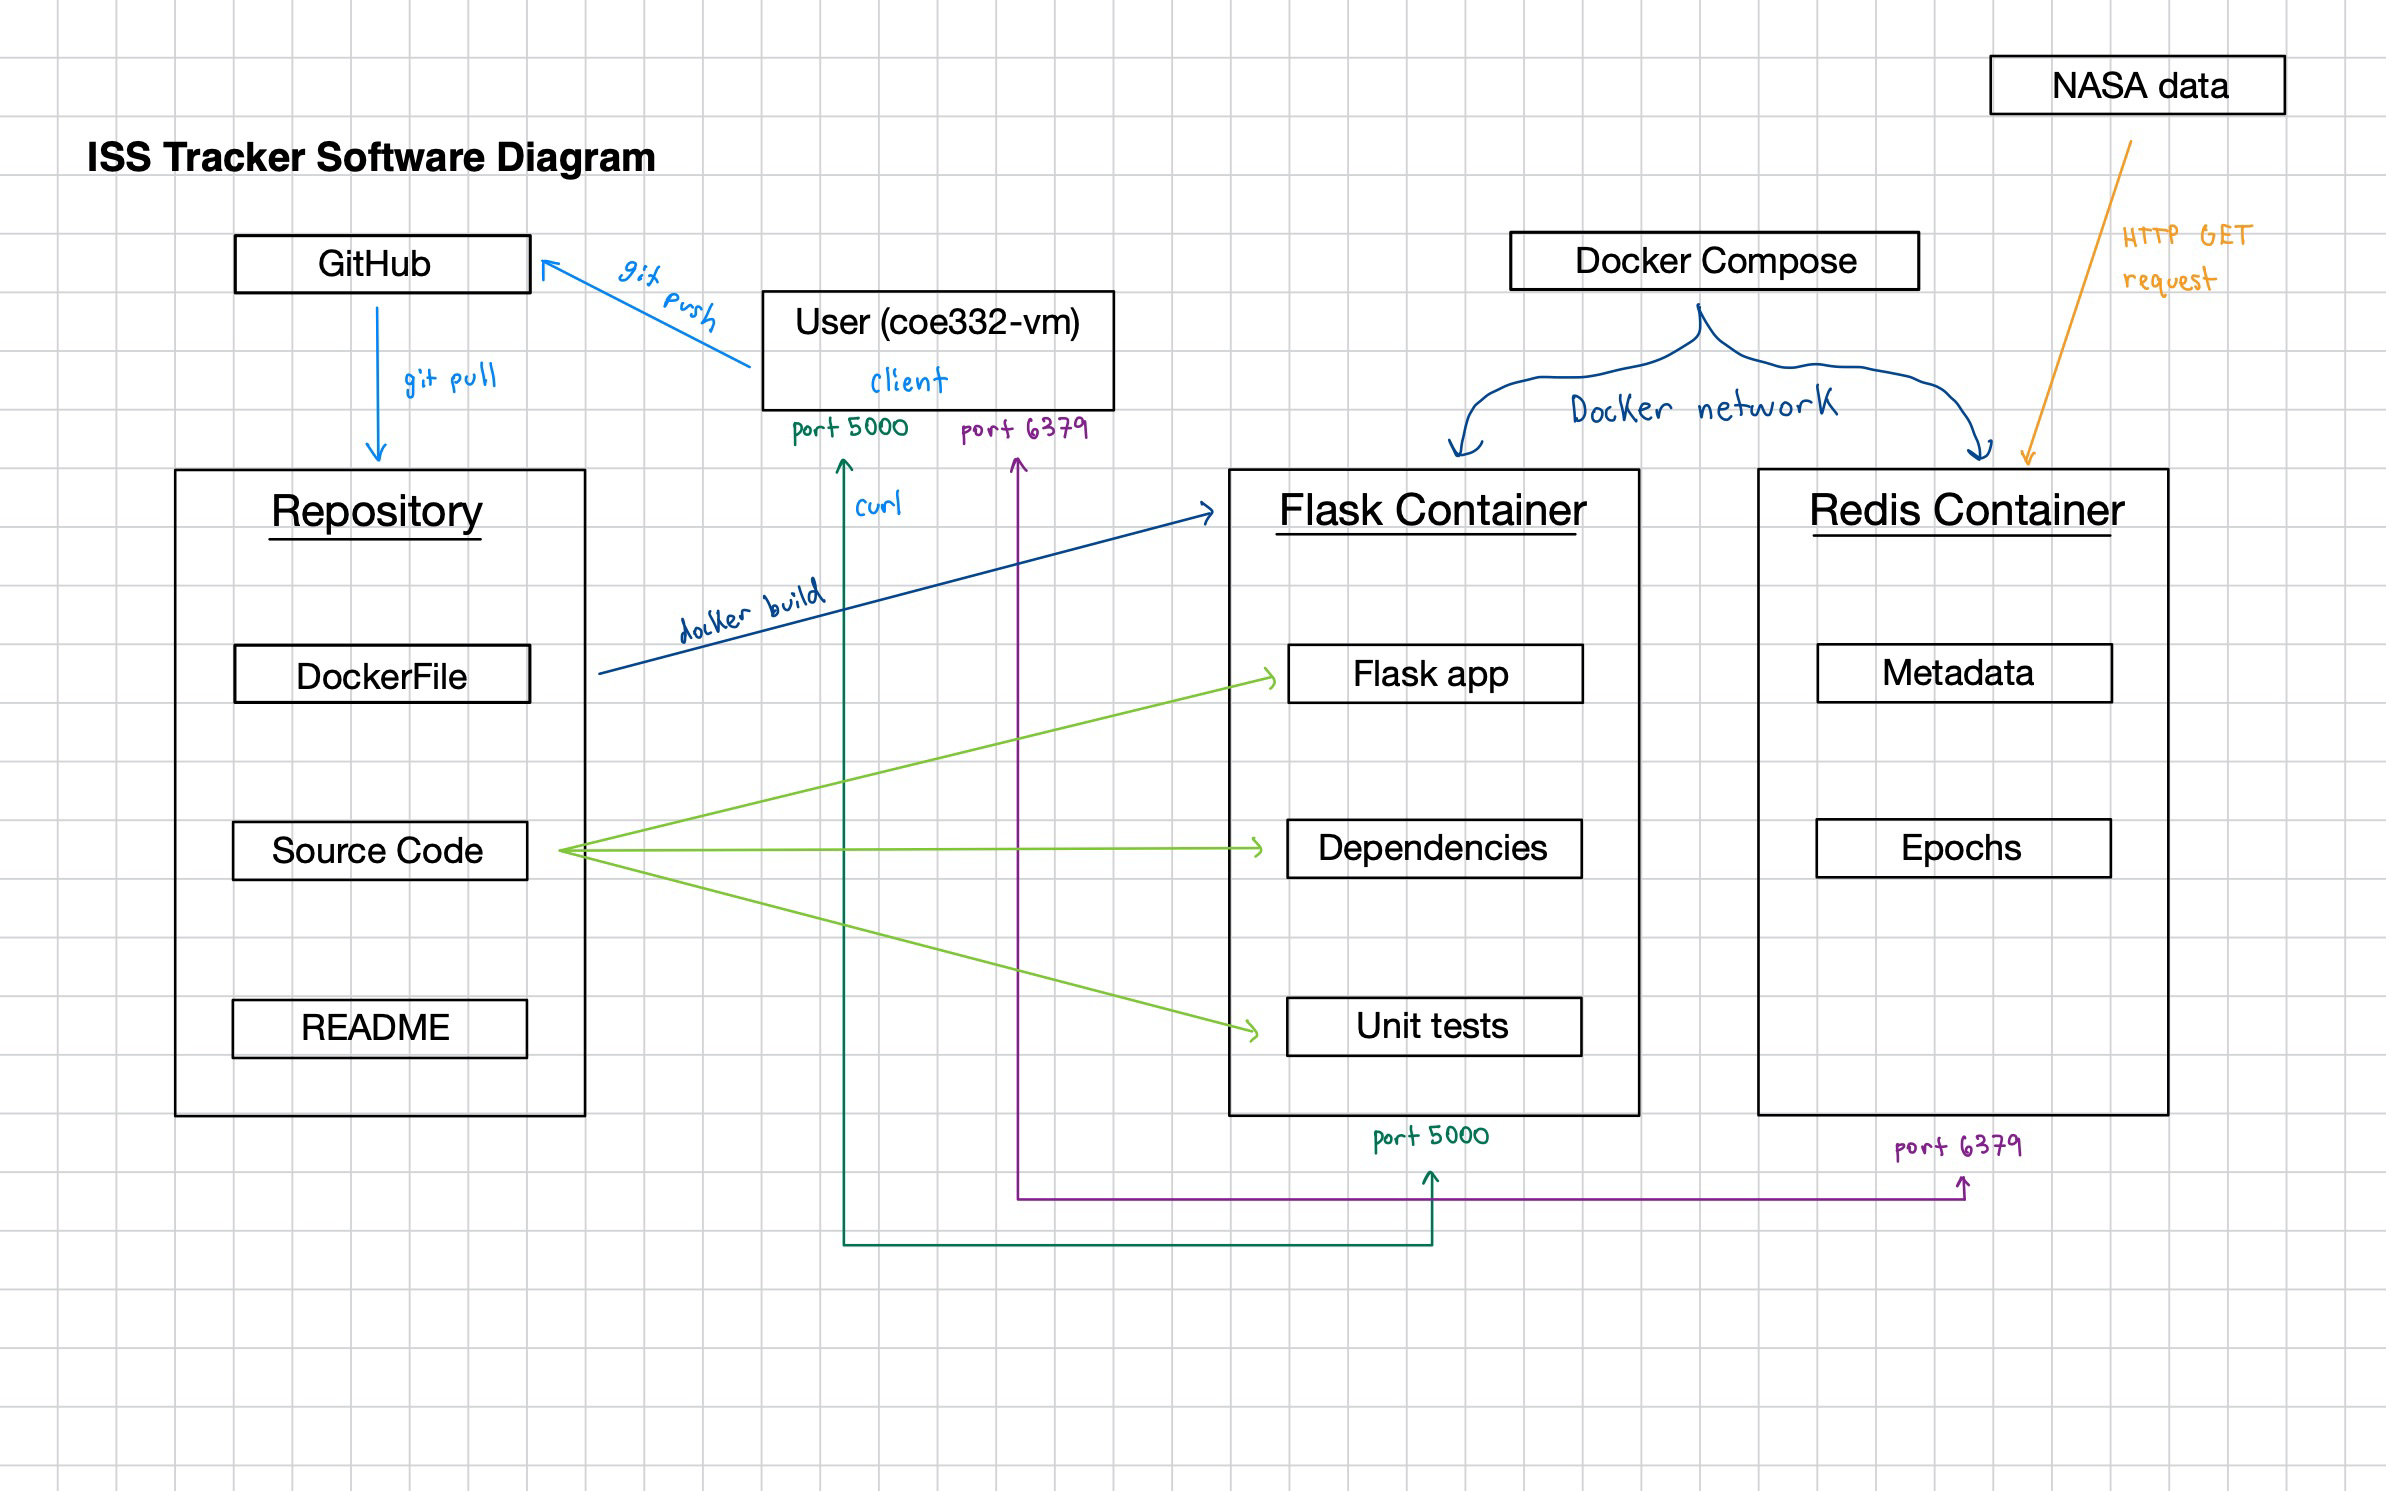 NASA data
ISS Tracker Software Diagram
GitHub
git
push
User (coe332-vm)
client
port 5000
port 6379
Docker Compose
HTTP GET
request
git pull
Docker network
curl
Repository
DockerFile
Source Code
README
docker build
Flask Container
Flask app
Dependencies
Unit tests
port 5000
Redis Container
Metadata
Epochs
port 6379